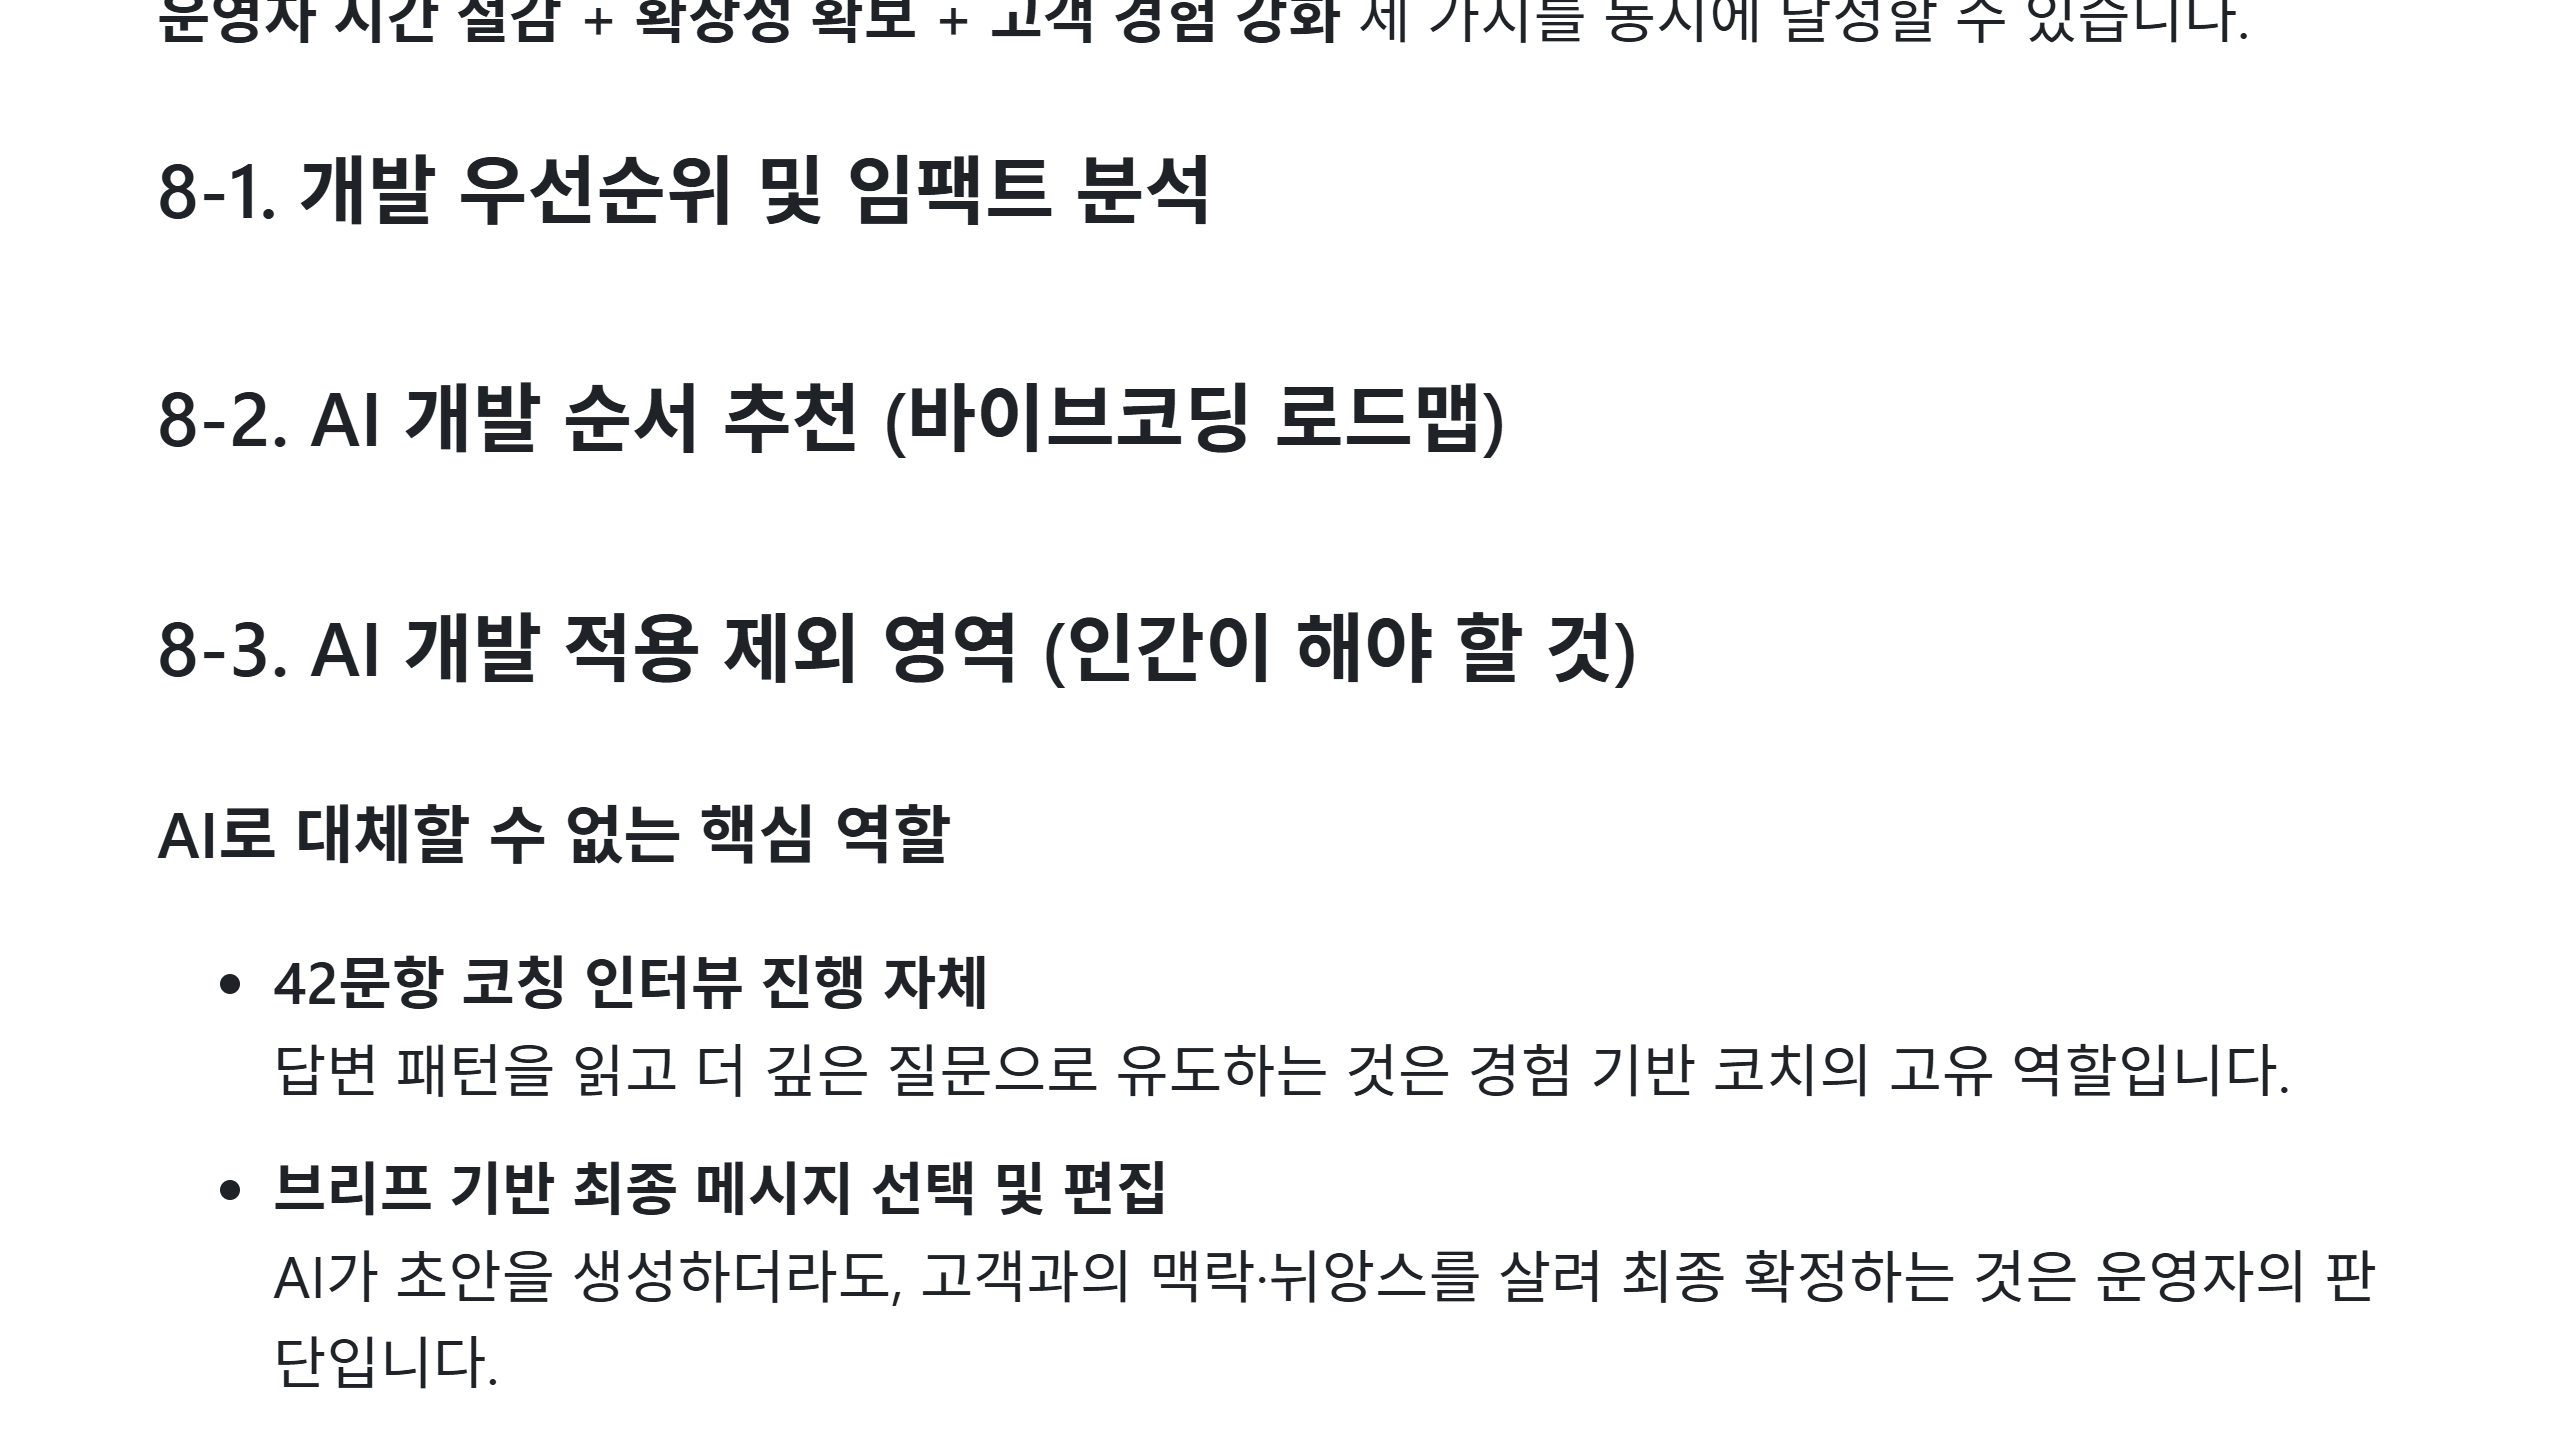 운영자 시간 절감 + 확장성 확보 + 고객 경험 강화 세 가지를 동시에 달성할 수 있습니다.
8-1. 개발 우선순위 및 임팩트 분석
8-2. AI 개발 순서 추천 (바이브코딩 로드맵)
8-3. AI 개발 적용 제외 영역 (인간이 해야 할 것)
AI로 대체할 수 없는 핵심 역할
• 42문항 코칭 인터뷰 진행 자체
답변 패턴을 읽고 더 깊은 질문으로 유도하는 것은 경험 기반 코치의 고유 역할입니다.
• 브리프 기반 최종 메시지 선택 및 편집
AI가 초안을 생성하더라도, 고객과의 맥락·뉘앙스를 살려 최종 확정하는 것은 운영자의 판
단입니다.